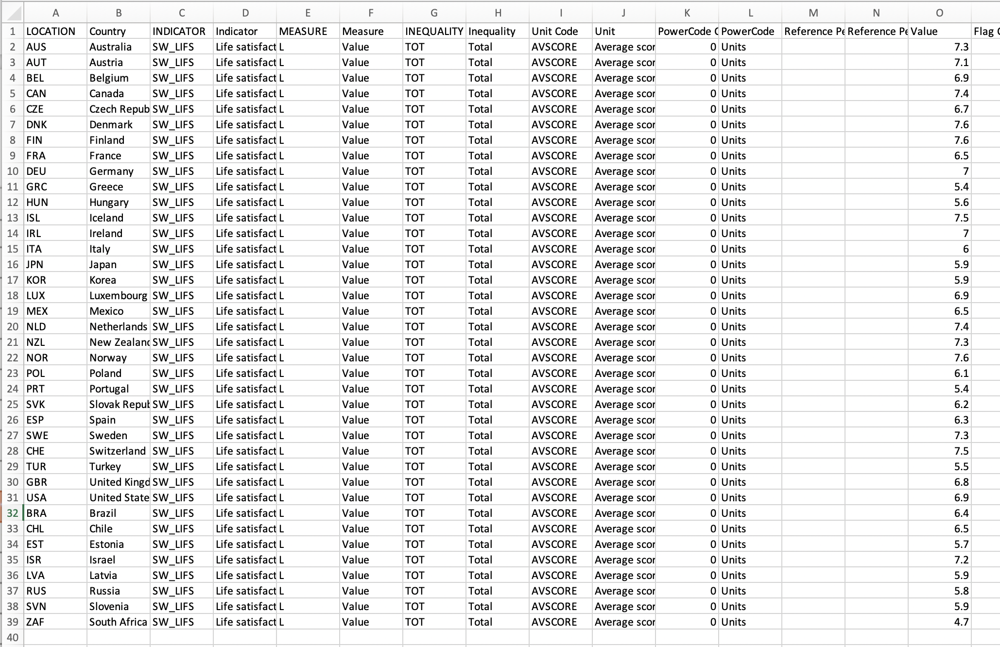 A B C D E F G H I J K L M N O
1 LOCATION Country INDICATOR Indicator MEASURE Measure INEQUALITY Inequality Unit Code Unit PowerCode C PowerCode Reference Pe Reference Pe Value Flag C
2 AUS Australia SW_LIFS Life satisfact L Value TOT Total AVSCORE Average scor 0 Units 7.3
3 AUT Austria SW_LIFS Life satisfact L Value TOT Total AVSCORE Average scor 0 Units 7.1
4 BEL Belgium SW_LIFS Life satisfact L Value TOT Total AVSCORE Average scor 0 Units 6.9
5 CAN Canada SW_LIFS Life satisfact L Value TOT Total AVSCORE Average scor 0 Units 7.4
6 CZE Czech Repub SW_LIFS Life satisfact L Value TOT Total AVSCORE Average scor 0 Units 6.7
7 DNK Denmark SW_LIFS Life satisfact L Value TOT Total AVSCORE Average scor 0 Units 7.6
8 FIN Finland SW_LIFS Life satisfact L Value TOT Total AVSCORE Average scor 0 Units 7.6
9 FRA France SW_LIFS Life satisfact L Value TOT Total AVSCORE Average scor 0 Units 6.5
10 DEU Germany SW_LIFS Life satisfact L Value TOT Total AVSCORE Average scor 0 Units 7
11 GRC Greece SW_LIFS Life satisfact L Value TOT Total AVSCORE Average scor 0 Units 5.4
12 HUN Hungary SW_LIFS Life satisfact L Value TOT Total AVSCORE Average scor 0 Units 5.6
13 ISL Iceland SW_LIFS Life satisfact L Value TOT Total AVSCORE Average scor 0 Units 7.5
14 IRL Ireland SW_LIFS Life satisfact L Value TOT Total AVSCORE Average scor 0 Units 7
15 ITA Italy SW_LIFS Life satisfact L Value TOT Total AVSCORE Average scor 0 Units 6
16 JPN Japan SW_LIFS Life satisfact L Value TOT Total AVSCORE Average scor 0 Units 5.9
17 KOR Korea SW_LIFS Life satisfact L Value TOT Total AVSCORE Average scor 0 Units 5.9
18 LUX Luxembourg SW_LIFS Life satisfact L Value TOT Total AVSCORE Average scor 0 Units 6.9
19 MEX Mexico SW_LIFS Life satisfact L Value TOT Total AVSCORE Average scor 0 Units 6.5
20 NLD Netherlands SW_LIFS Life satisfact L Value TOT Total AVSCORE Average scor 0 Units 7.4
21 NZL New Zealand SW_LIFS Life satisfact L Value TOT Total AVSCORE Average scor 0 Units 7.3
22 NOR Norway SW_LIFS Life satisfact L Value TOT Total AVSCORE Average scor 0 Units 7.6
23 POL Poland SW_LIFS Life satisfact L Value TOT Total AVSCORE Average scor 0 Units 6.1
24 PRT Portugal SW_LIFS Life satisfact L Value TOT Total AVSCORE Average scor 0 Units 5.4
25 SVK Slovak Repub SW_LIFS Life satisfact L Value TOT Total AVSCORE Average scor 0 Units 6.2
26 ESP Spain SW_LIFS Life satisfact L Value TOT Total AVSCORE Average scor 0 Units 6.3
27 SWE Sweden SW_LIFS Life satisfact L Value TOT Total AVSCORE Average scor 0 Units 7.3
28 CHE Switzerland SW_LIFS Life satisfact L Value TOT Total AVSCORE Average scor 0 Units 7.5
29 TUR Turkey SW_LIFS Life satisfact L Value TOT Total AVSCORE Average scor 0 Units 5.5
30 GBR United Kingd SW_LIFS Life satisfact L Value TOT Total AVSCORE Average scor 0 Units 6.8
31 USA United State SW_LIFS Life satisfact L Value TOT Total AVSCORE Average scor 0 Units 6.9
32 BRA Brazil SW_LIFS Life satisfact L Value TOT Total AVSCORE Average scor 0 Units 6.4
33 CHL Chile SW_LIFS Life satisfact L Value TOT Total AVSCORE Average scor 0 Units 6.5
34 EST Estonia SW_LIFS Life satisfact L Value TOT Total AVSCORE Average scor 0 Units 5.7
35 ISR Israel SW_LIFS Life satisfact L Value TOT Total AVSCORE Average scor 0 Units 7.2
36 LVA Latvia SW_LIFS Life satisfact L Value TOT Total AVSCORE Average scor 0 Units 5.9
37 RUS Russia SW_LIFS Life satisfact L Value TOT Total AVSCORE Average scor 0 Units 5.8
38 SVN Slovenia SW_LIFS Life satisfact L Value TOT Total AVSCORE Average scor 0 Units 5.9
39 ZAF South Africa SW_LIFS Life satisfact L Value TOT Total AVSCORE Average scor 0 Units 4.7
40